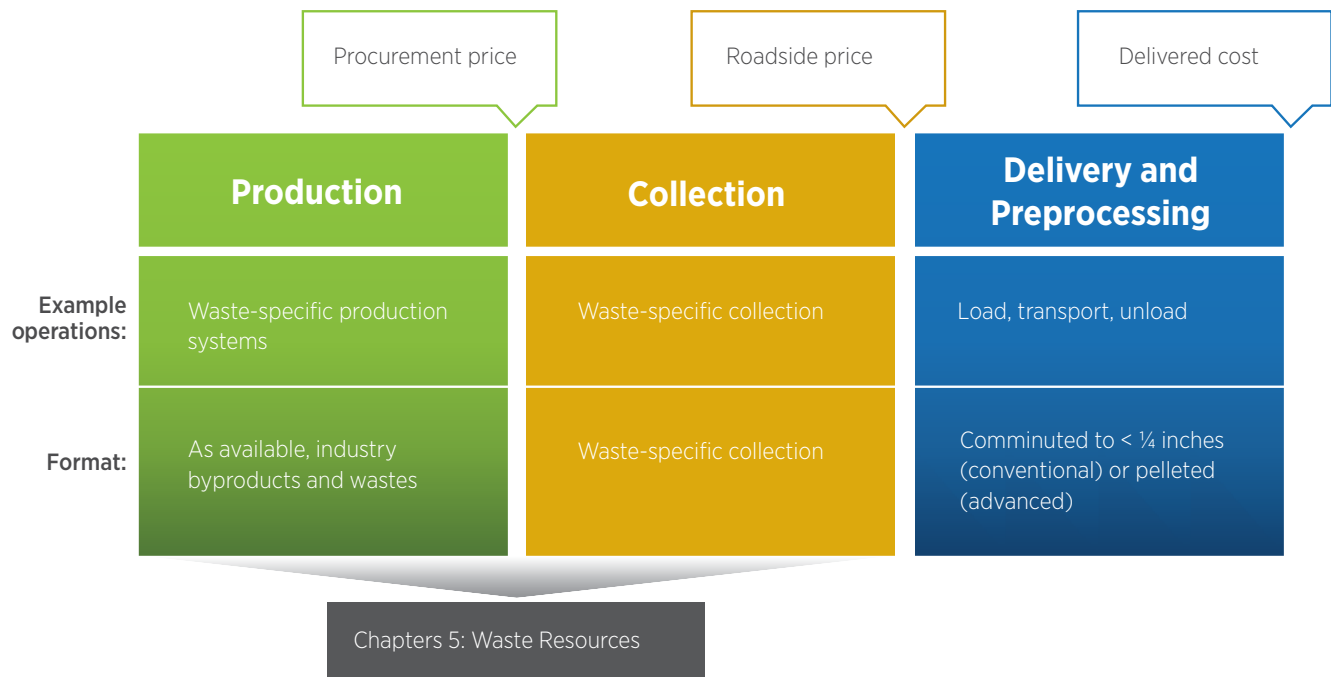 Procurement price
Roadside price
Delivered cost
Production
Collection
Delivery and
Preprocessing
Example
operations:
Waste-specific production
systems
Waste-specific collection
Load, transport, unload
Format:
As available, industry
byproducts and wastes
Waste-specific collection
Comminuted to < ¼ inches
(conventional) or pelleted
(advanced)
Chapters 5: Waste Resources